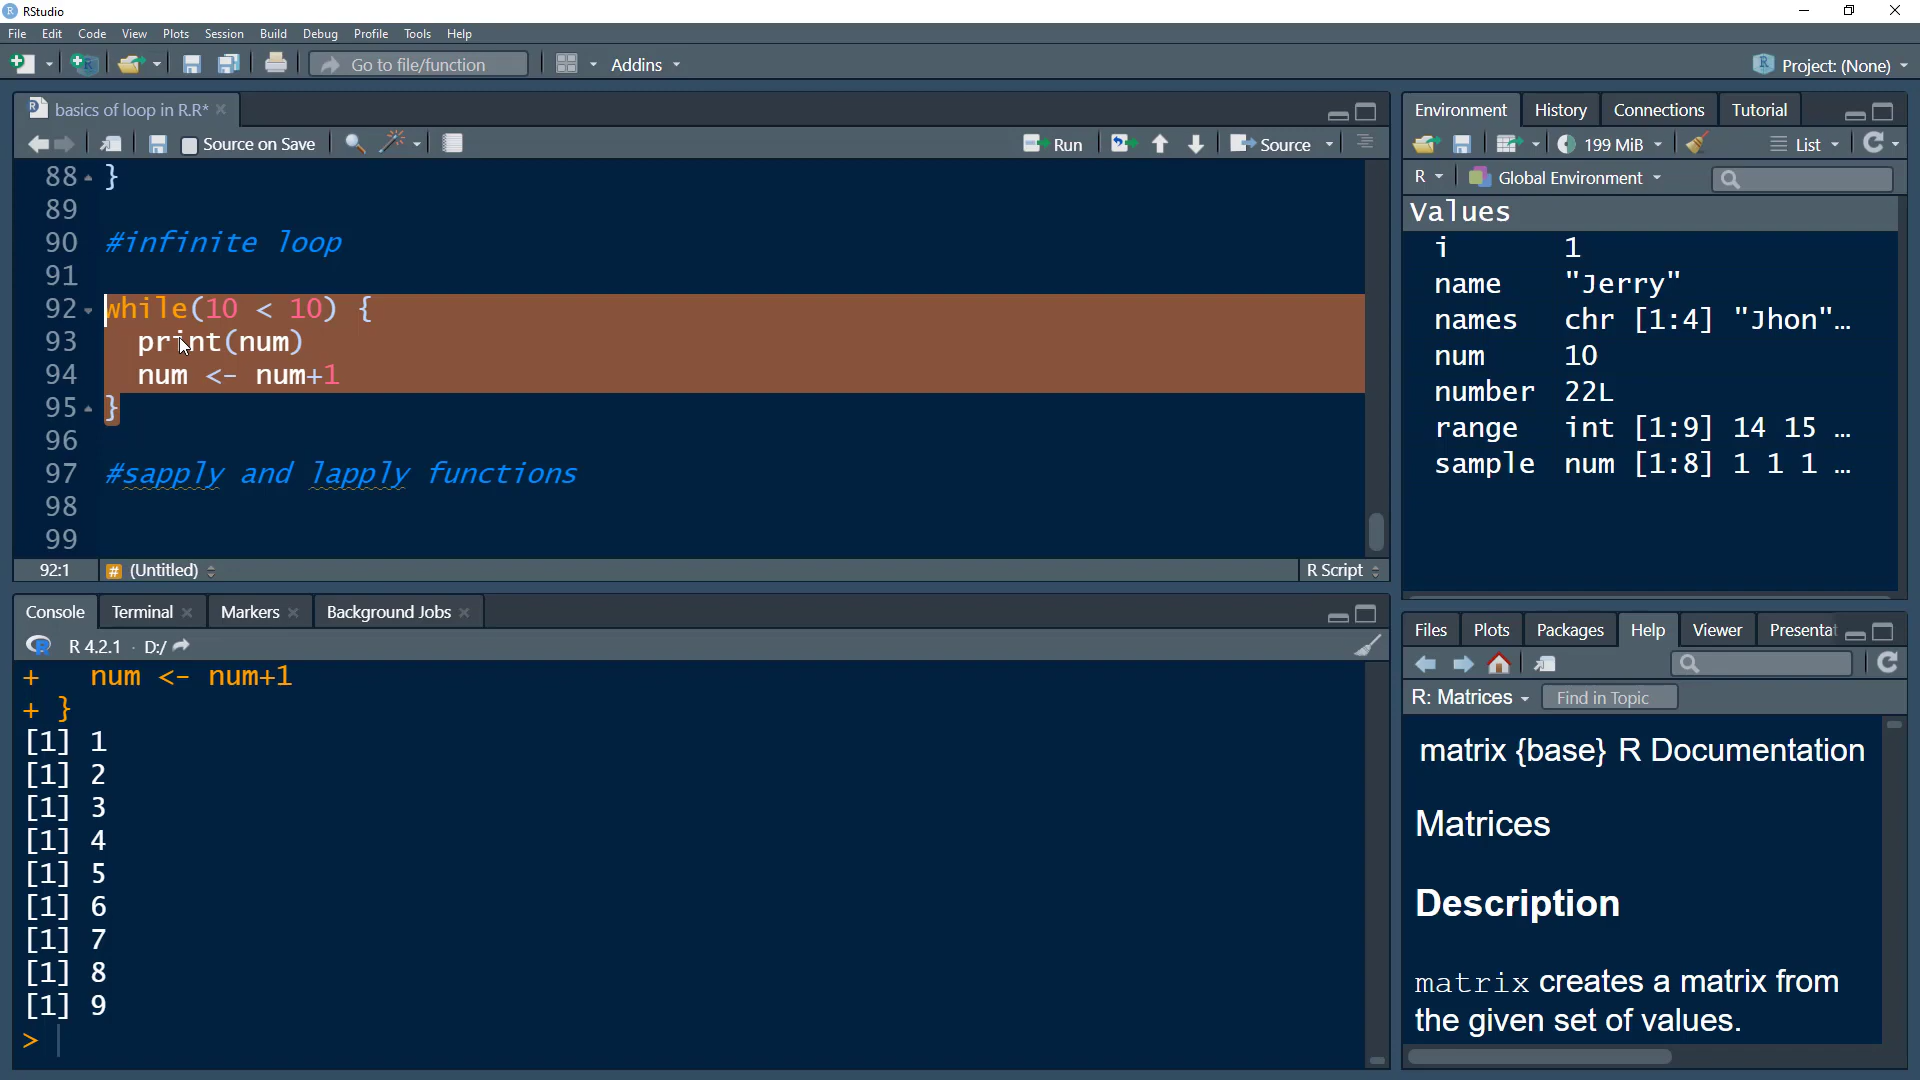 RStudio
File Edit Code View Plots Session Build Debug Profile Tools Help
Go to file/function Addins Project: (None)
basics of loop in R.R*
Source on Save Run Source
88 }
89
90 #infinite loop
91
92 while(10 < 10) {
93 print(num)
94 num <- num+1
95 }
96
97 #sapply and lapply functions
98
99
92:1 # (Untitled) R Script
Console Terminal Markers Background Jobs
R 4.2.1 · D:/
+ num <- num+1
+ }
[1] 1
[1] 2
[1] 3
[1] 4
[1] 5
[1] 6
[1] 7
[1] 8
[1] 9
>
Environment History Connections Tutorial
199 MiB List
R Global Environment
Values
i 1
name "Jerry"
names chr [1:4] "Jhon"…
num 10
number 22L
range int [1:9] 14 15 …
sample num [1:8] 1 1 1 …
Files Plots Packages Help Viewer Presentat
R: Matrices Find in Topic
matrix {base} R Documentation
Matrices
Description
matrix creates a matrix from
the given set of values.